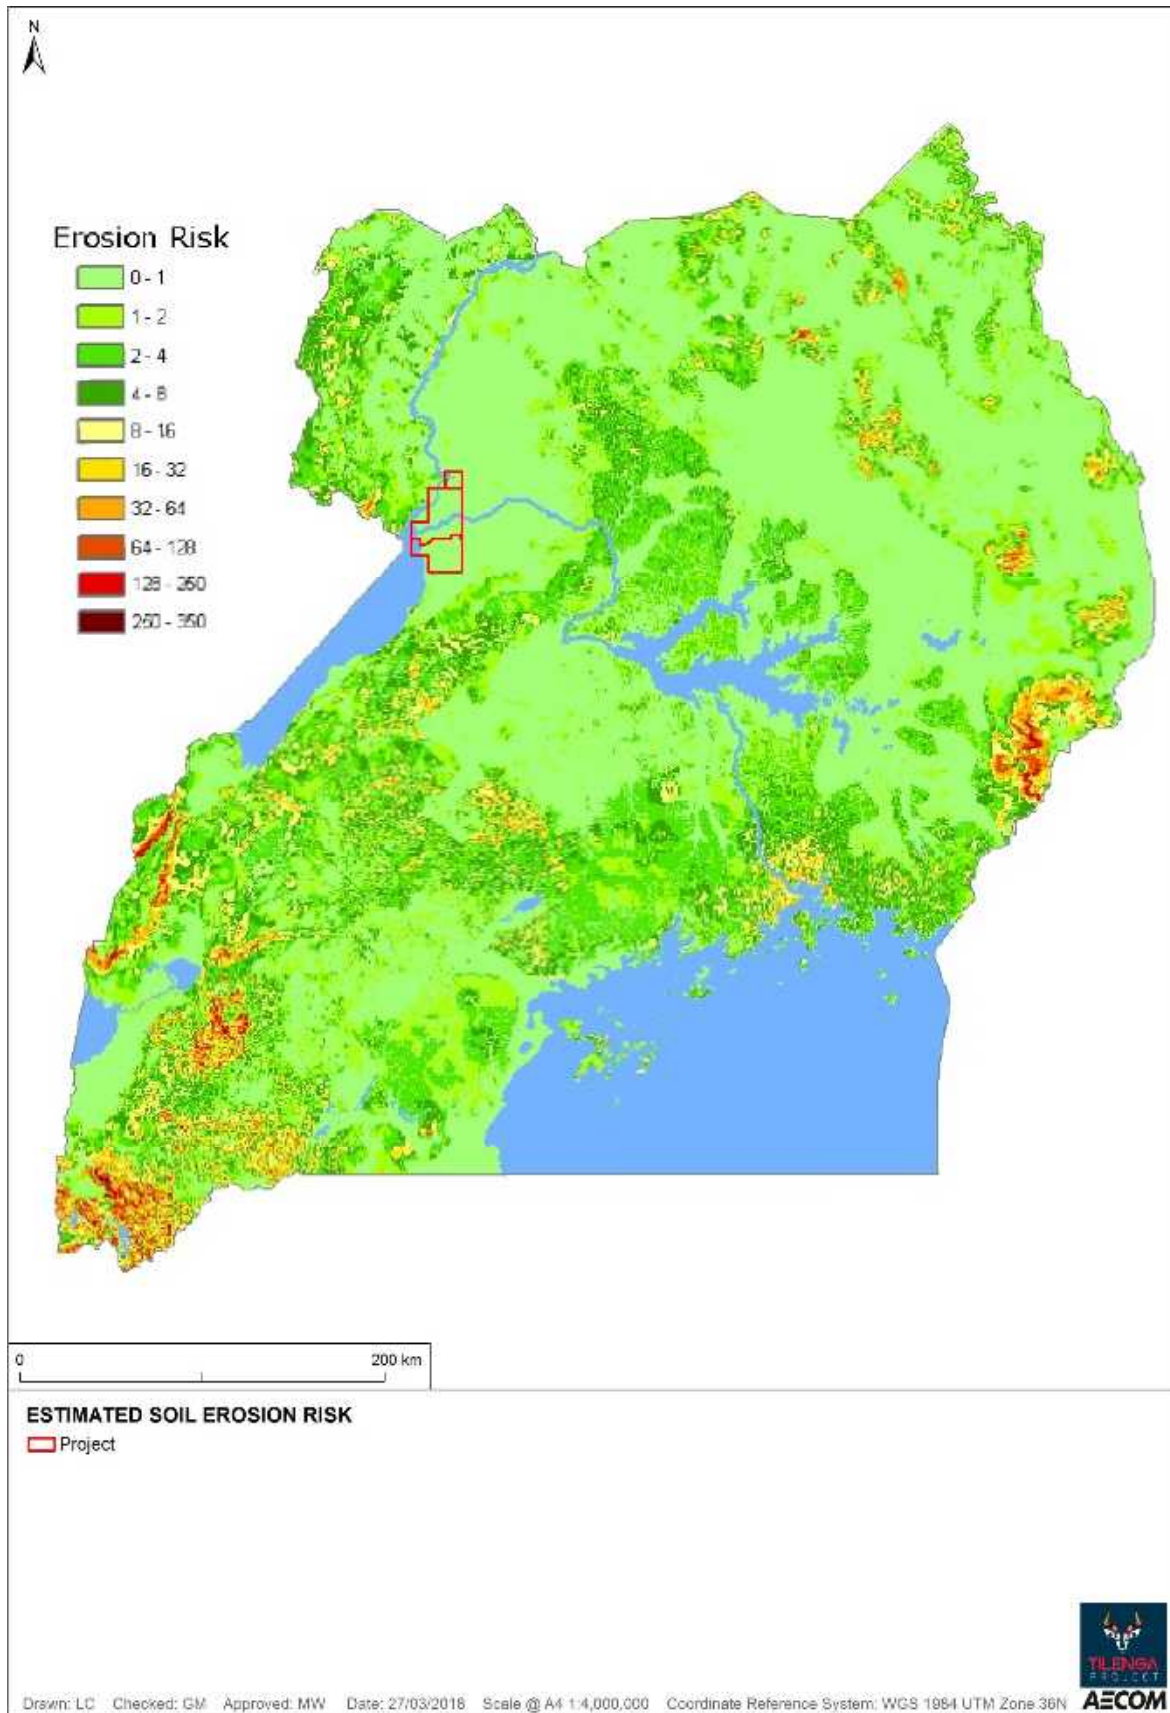 N
Erosion Risk
0 - 1
1 - 2
2 - 4
4 - 8
8 - 16
16 - 32
32 - 64
64 - 128
128 - 260
260 - 350
0
200 km
ESTIMATED SOIL EROSION RISK
Project
TILENGA
PROJECT
Drawn: LC Checked: GM Approved: MW Date: 27/03/2018 Scale @ A4 1:4,000,000 Coordinate Reference System: WGS 1984 UTM Zone 36N
AECOM